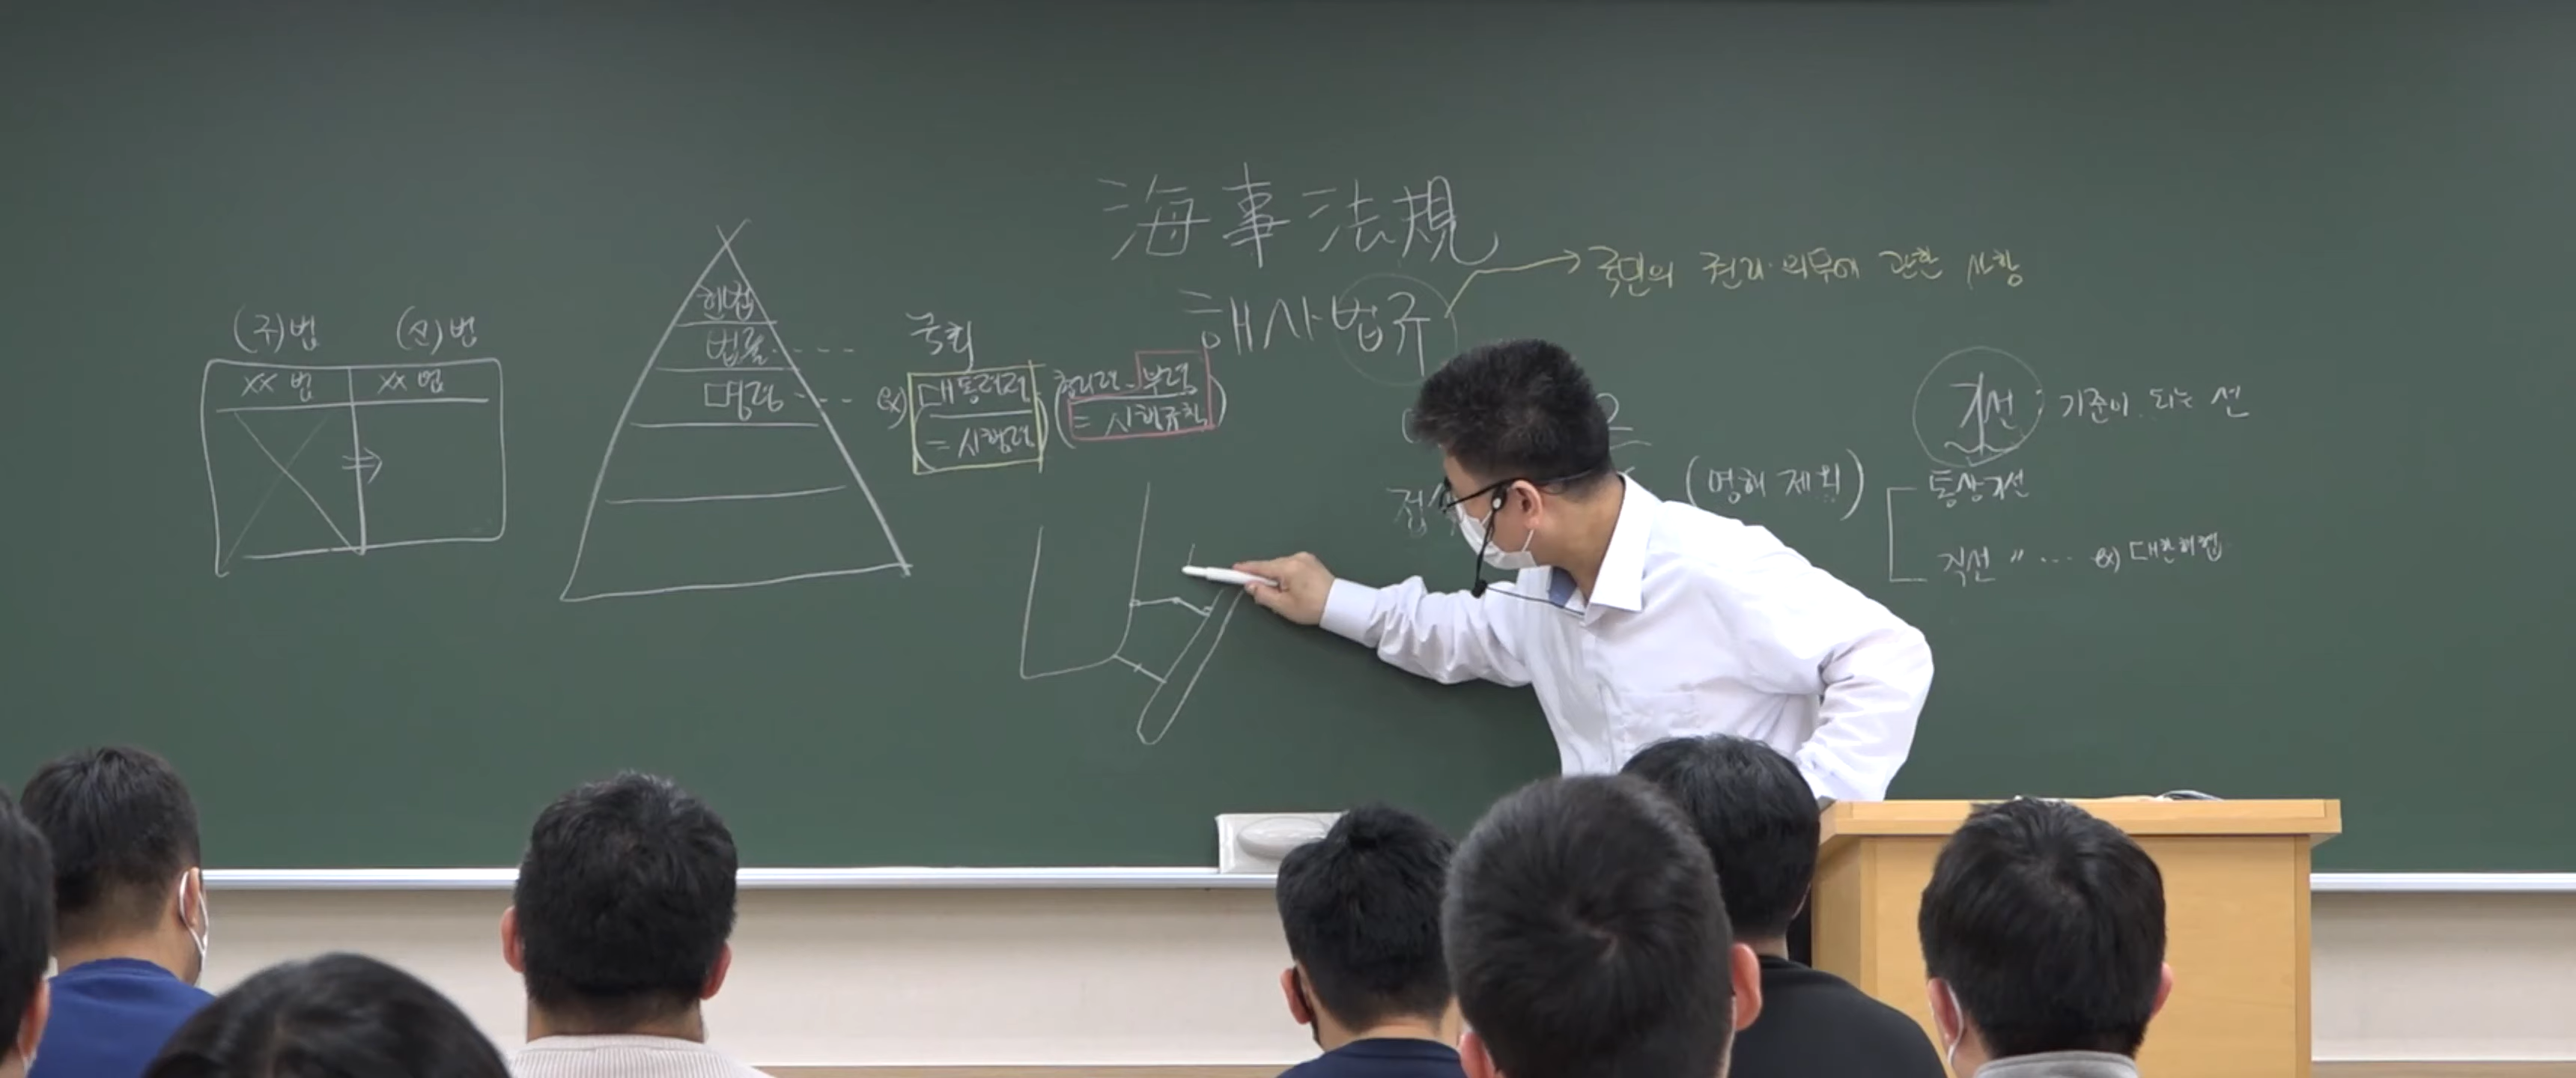 海事法規
해사법규
국민의 권리·의무에 관한 사항
(구)법 (신)법
xx 법 xx 법
헌법
법률 --- 국회
명령 --- ex) 대통령령 총리령·부령
= 시행령 = 시행규칙
2
접 (영해 제외)
기선 : 기준이 되는 선
통상기선
직선 〃 … ex) 대한해협